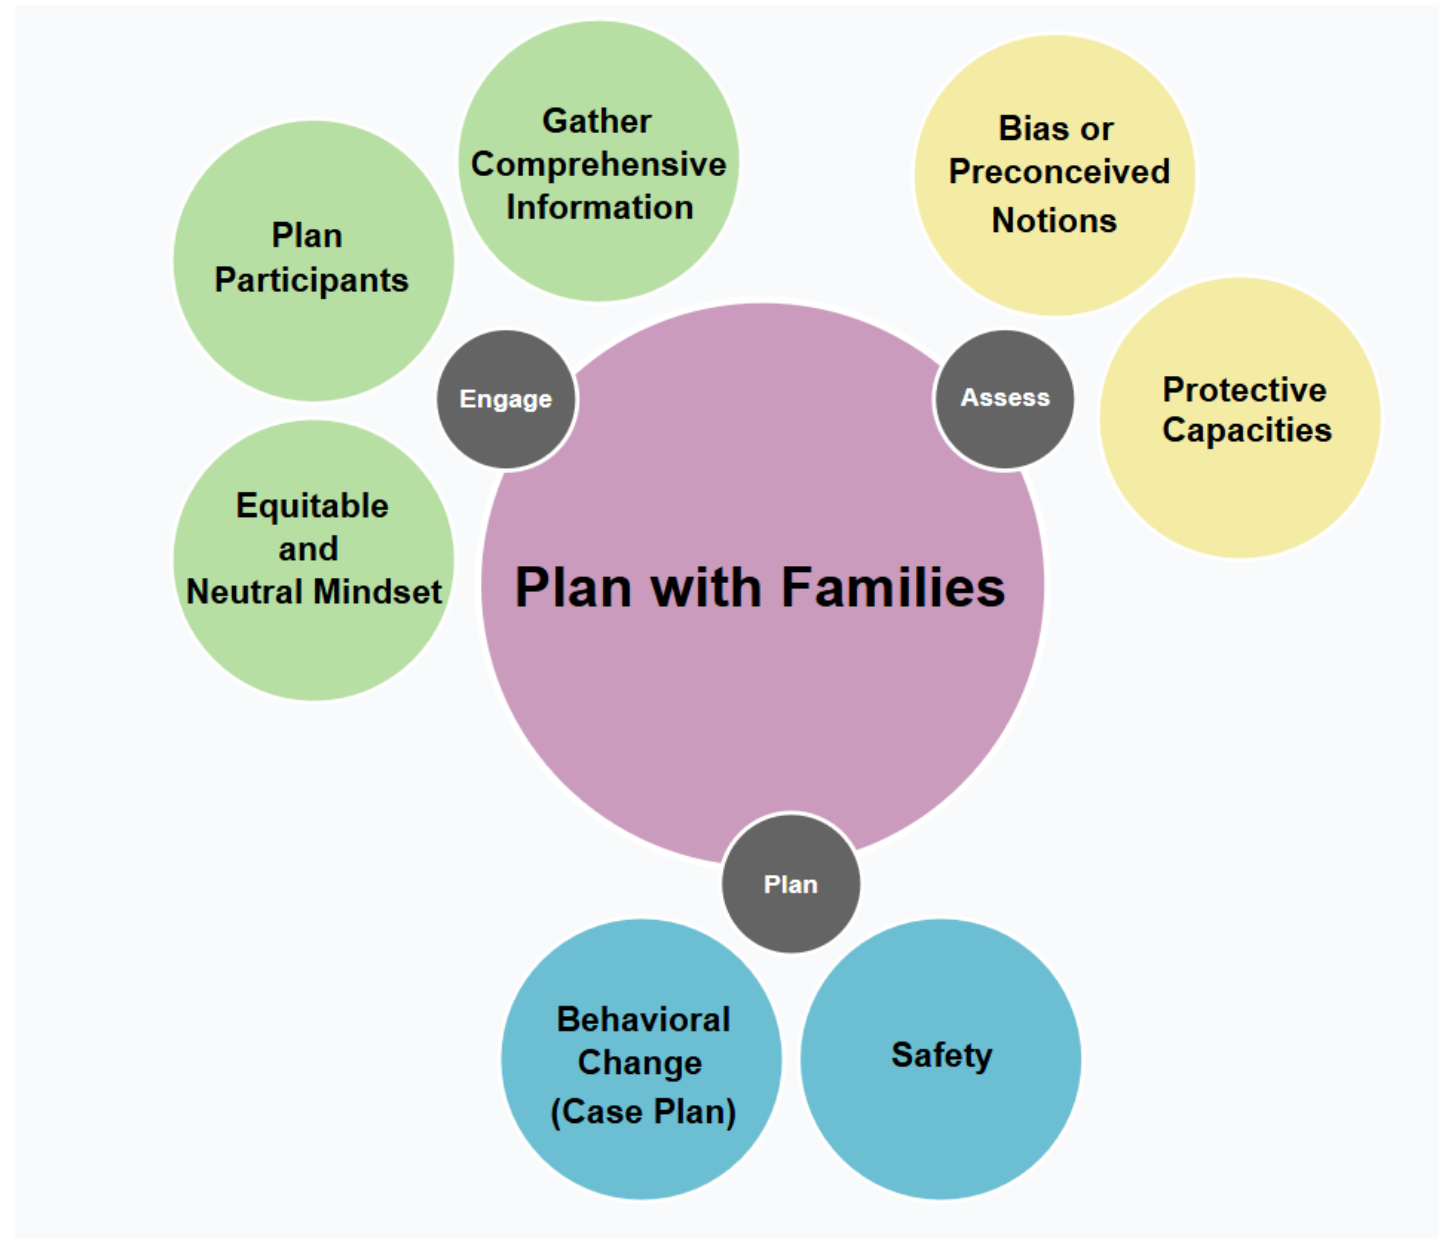 Gather
Comprehensive
Information
Bias or
Preconceived
Notions
Plan
Participants
Engage
Assess
Protective
Capacities
Equitable
and
Neutral Mindset
Plan with Families
Plan
Behavioral
Change
(Case Plan)
Safety